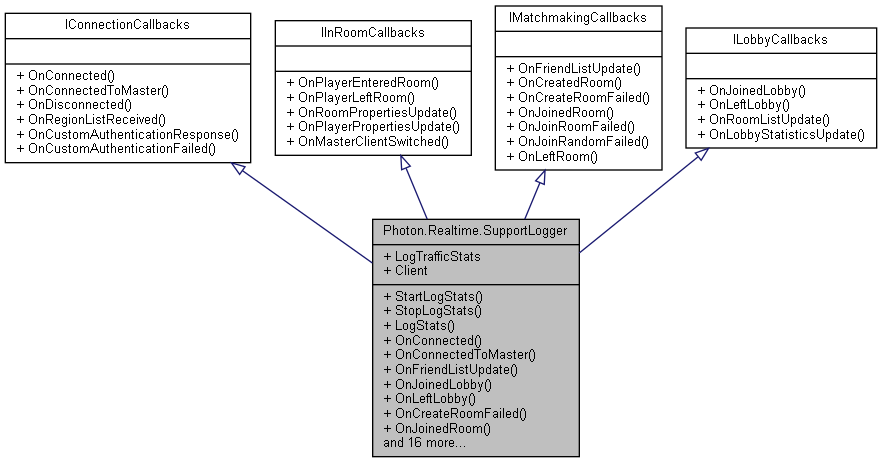 IConnectionCallbacks
+ OnConnected()
+ OnConnectedToMaster()
+ OnDisconnected()
+ OnRegionListReceived()
+ OnCustomAuthenticationResponse()
+ OnCustomAuthenticationFailed()
IInRoomCallbacks
+ OnPlayerEnteredRoom()
+ OnPlayerLeftRoom()
+ OnRoomPropertiesUpdate()
+ OnPlayerPropertiesUpdate()
+ OnMasterClientSwitched()
IMatchmakingCallbacks
+ OnFriendListUpdate()
+ OnCreatedRoom()
+ OnCreateRoomFailed()
+ OnJoinedRoom()
+ OnJoinRoomFailed()
+ OnJoinRandomFailed()
+ OnLeftRoom()
ILobbyCallbacks
+ OnJoinedLobby()
+ OnLeftLobby()
+ OnRoomListUpdate()
+ OnLobbyStatisticsUpdate()
Photon.Realtime.SupportLogger
+ LogTrafficStats
+ Client
+ StartLogStats()
+ StopLogStats()
+ LogStats()
+ OnConnected()
+ OnConnectedToMaster()
+ OnFriendListUpdate()
+ OnJoinedLobby()
+ OnLeftLobby()
+ OnCreateRoomFailed()
+ OnJoinedRoom()
and 16 more...